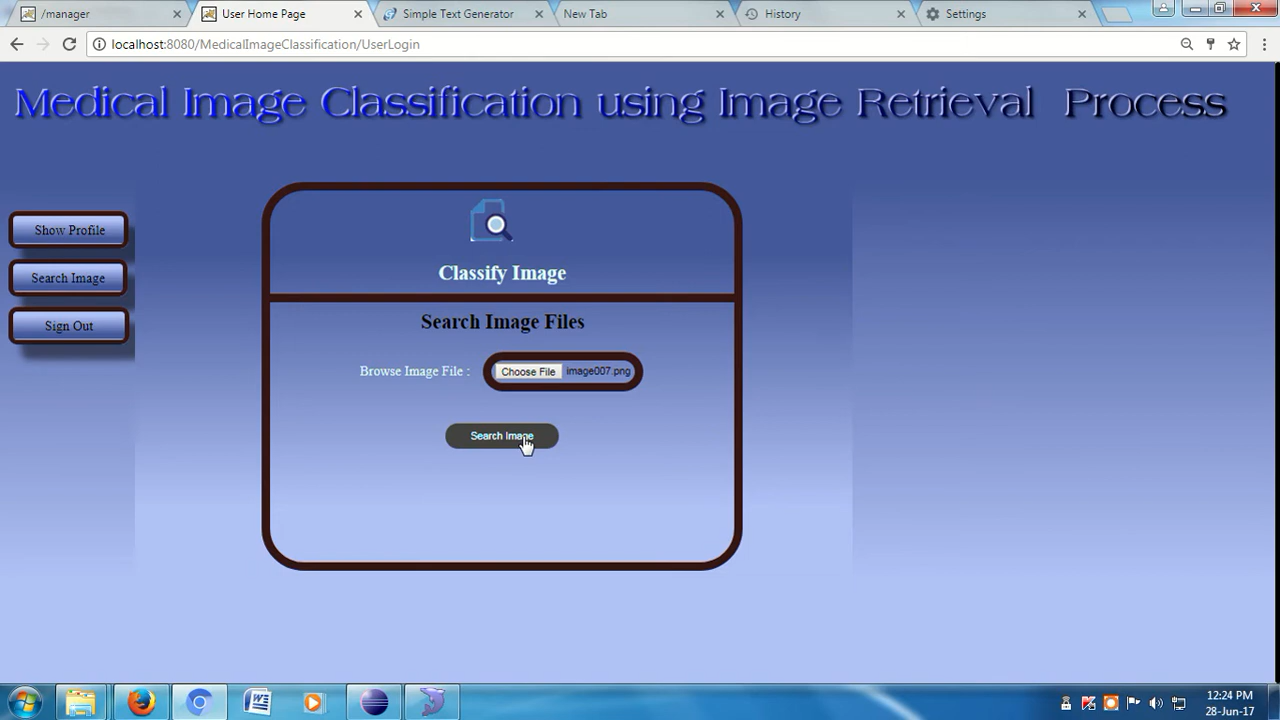 /manager
User Home Page
Simple Text Generator
New Tab
History
Settings
localhost:8080/MedicalImageClassification/UserLogin
Medical Image Classification using Image Retrieval Process
Show Profile
Search Image
Sign Out
Classify Image
Search Image Files
Browse Image File :
Choose File image007.png
Search Image
12:24 PM
28-Jun-17